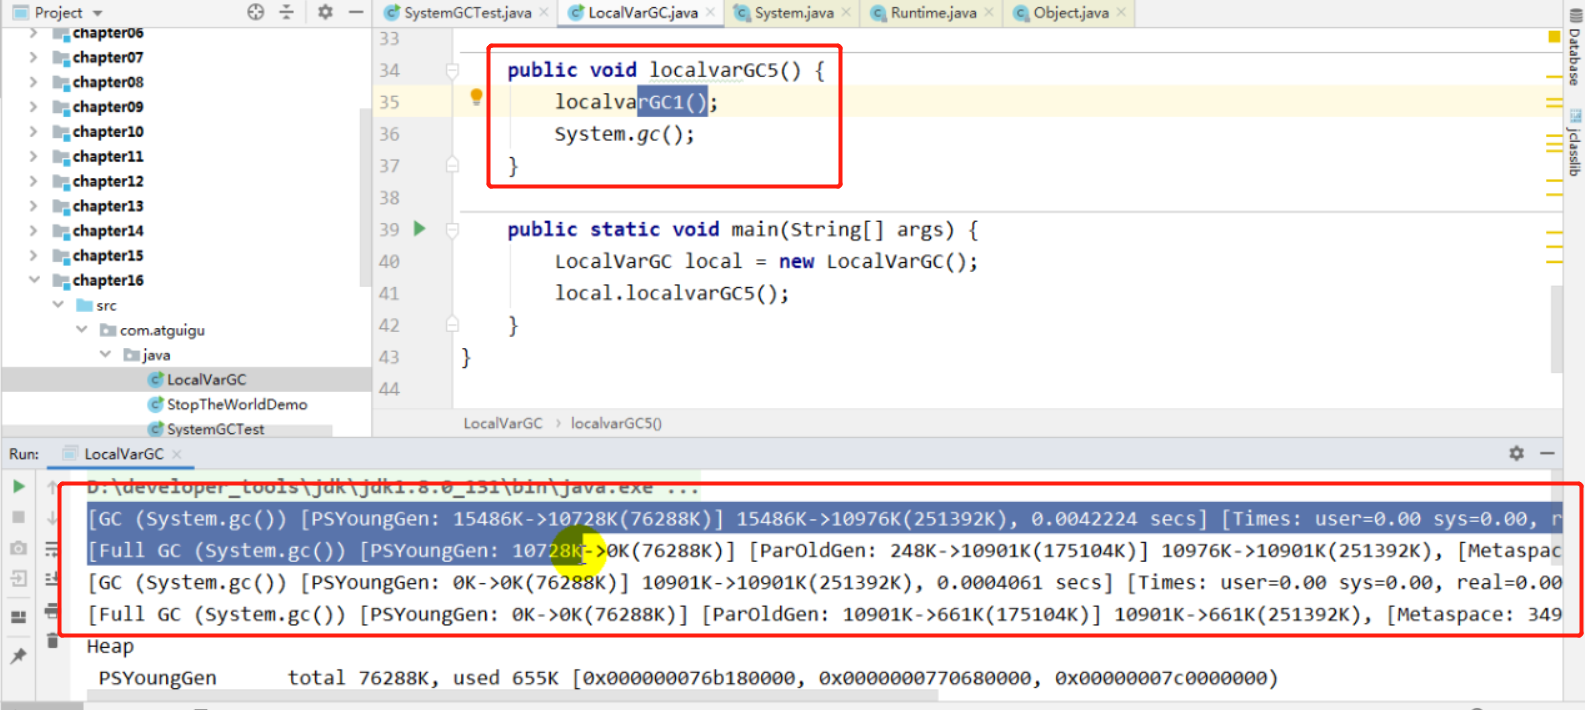 Project
SystemGCTest.java
LocalVarGC.java
System.java
Runtime.java
Object.java
chapter06
chapter07
chapter08
chapter09
chapter10
chapter11
chapter12
chapter13
chapter14
chapter15
chapter16
src
com.atguigu
java
LocalVarGC
StopTheWorldDemo
SystemGCTest
33
34 public void localvarGC5() {
35 localvarGC1();
36 System.gc();
37 }
38
39 public static void main(String[] args) {
40 LocalVarGC local = new LocalVarGC();
41 local.localvarGC5();
42 }
43 }
44
LocalVarGC › localvarGC5()
Database
jclasslib
Run: LocalVarGC
D:\developer_tools\jdk\jdk1.8.0_131\bin\java.exe ...
[GC (System.gc()) [PSYoungGen: 15486K->10728K(76288K)] 15486K->10976K(251392K), 0.0042224 secs] [Times: user=0.00 sys=0.00, r
[Full GC (System.gc()) [PSYoungGen: 10728K->0K(76288K)] [ParOldGen: 248K->10901K(175104K)] 10976K->10901K(251392K), [Metaspac
[GC (System.gc()) [PSYoungGen: 0K->0K(76288K)] 10901K->10901K(251392K), 0.0004061 secs] [Times: user=0.00 sys=0.00, real=0.00
[Full GC (System.gc()) [PSYoungGen: 0K->0K(76288K)] [ParOldGen: 10901K->661K(175104K)] 10901K->661K(251392K), [Metaspace: 349
Heap
PSYoungGen total 76288K, used 655K [0x000000076b180000, 0x0000000770680000, 0x00000007c0000000)